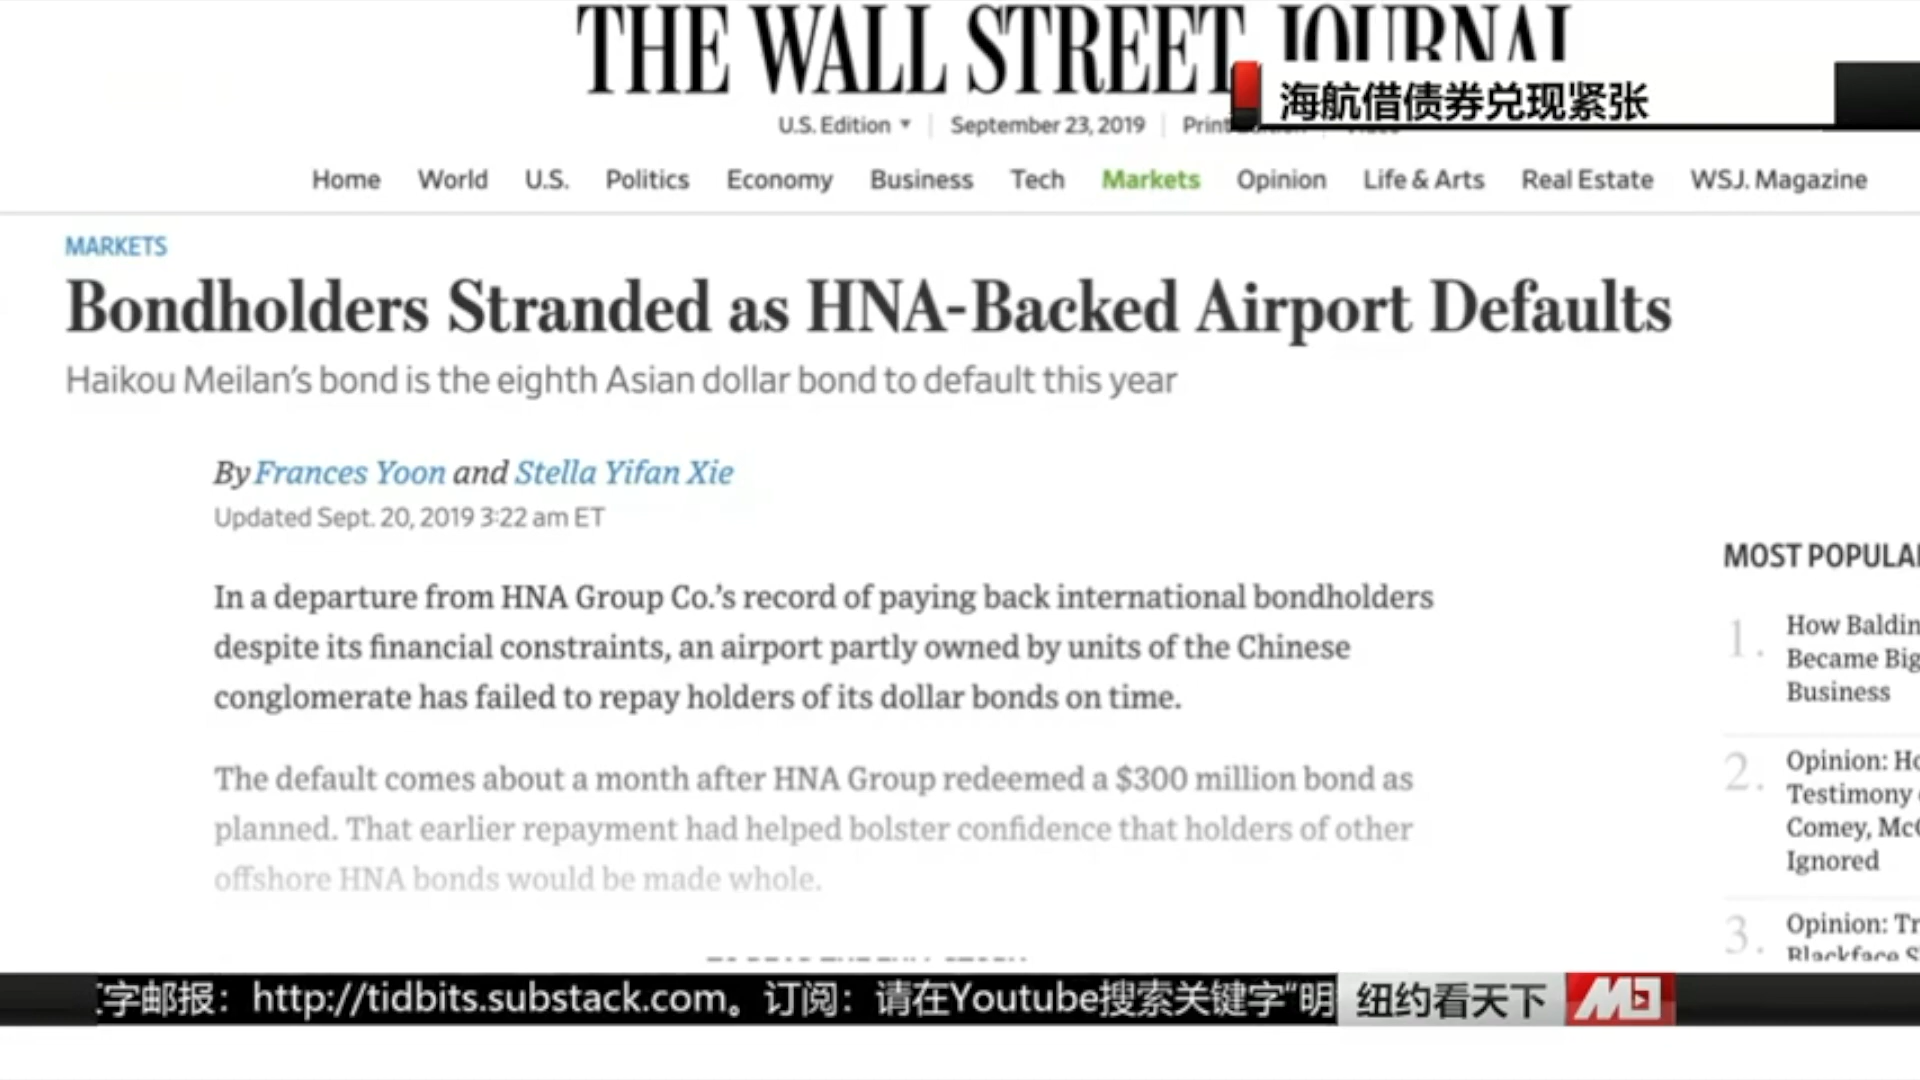 THE WALL STREET JOURNAL
海航借债券兑现紧张
U.S. Edition
September 23, 2019
Print
Home World U.S. Politics Economy Business Tech Markets Opinion Life & Arts Real Estate WSJ. Magazine
MARKETS
Bondholders Stranded as HNA-Backed Airport Defaults
Haikou Meilan's bond is the eighth Asian dollar bond to default this year
By Frances Yoon and Stella Yifan Xie
Updated Sept. 20, 2019 3:22 am ET
In a departure from HNA Group Co.'s record of paying back international bondholders
despite its financial constraints, an airport partly owned by units of the Chinese
conglomerate has failed to repay holders of its dollar bonds on time.
The default comes about a month after HNA Group redeemed a $300 million bond as
planned. That earlier repayment had helped bolster confidence that holders of other
offshore HNA bonds would be made whole.
MOST POPULA
1.
How Baldin
Became Big
Business
2.
Opinion: Ho
Testimony
Comey, McC
Ignored
3.
Opinion: Tr
Blackface S
字邮报：http://tidbits.substack.com。订阅：请在Youtube搜索关键字“明
纽约看天下